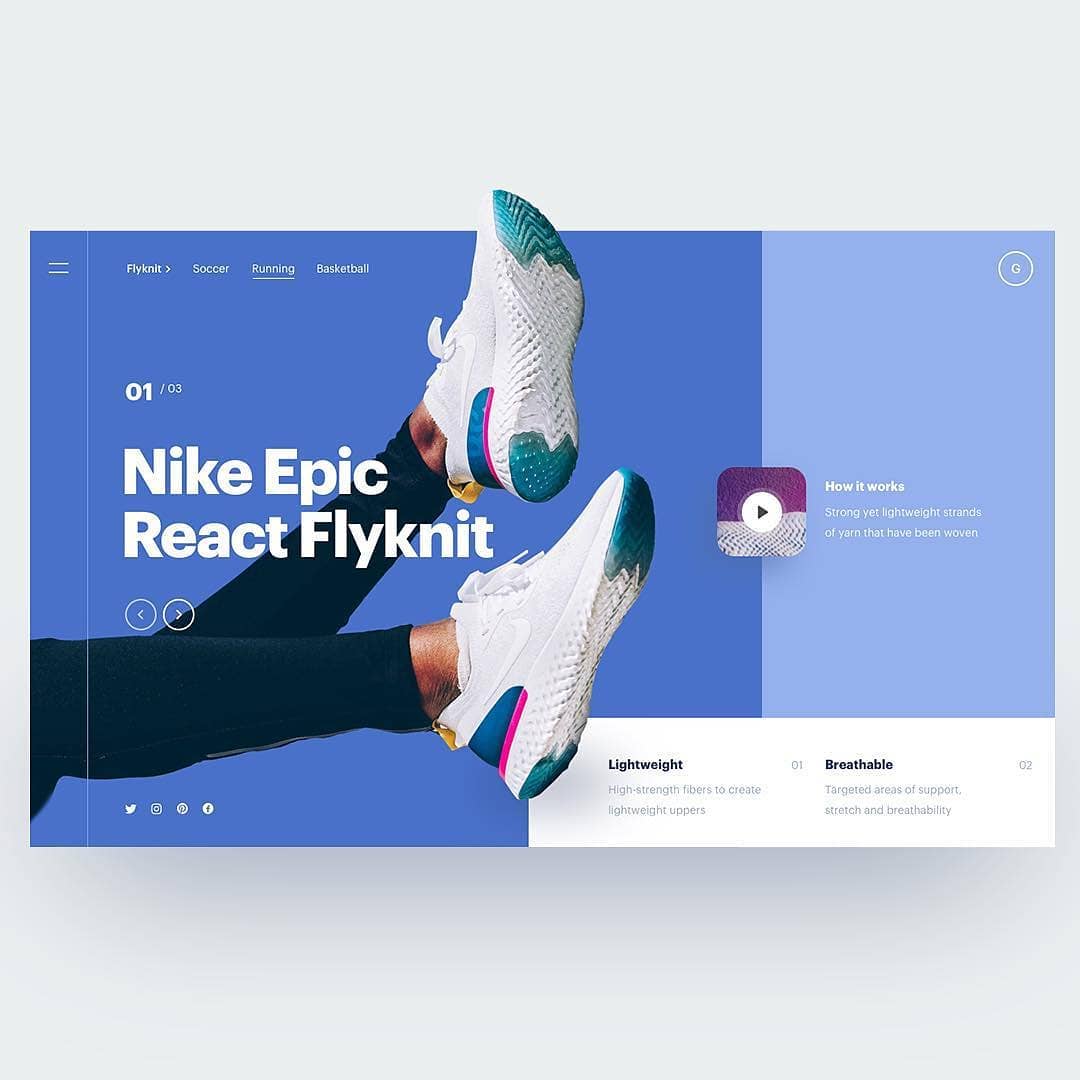 Flyknit > Soccer Running Basketball
G
01 / 03
Nike Epic
React Flyknit
How it works
Strong yet lightweight strands
of yarn that have been woven
Lightweight 01
High-strength fibers to create
lightweight uppers
Breathable 02
Targeted areas of support,
stretch and breathability